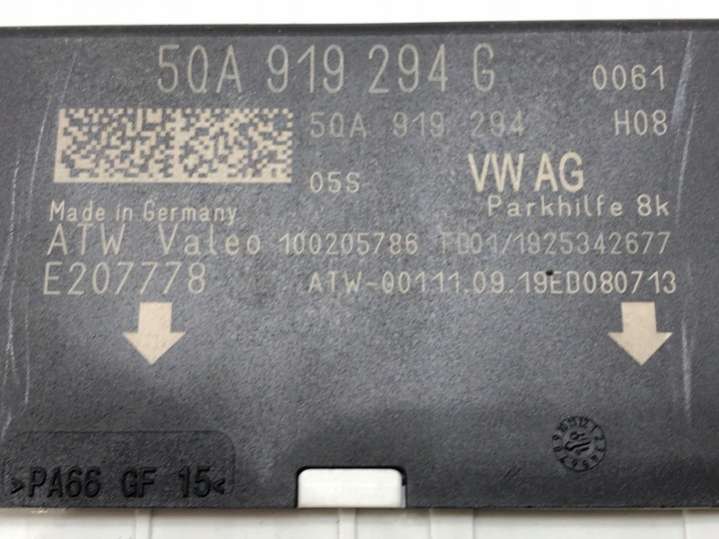 5QA 919 294 G 0061
5QA 919 294 H08
05S VW AG
Made in Germany Parkhilfe 8k
ATW Valeo 100205786 FD01/1925342677
E207778 ATW-00111.09.19ED080713
>PA66 GF 15<